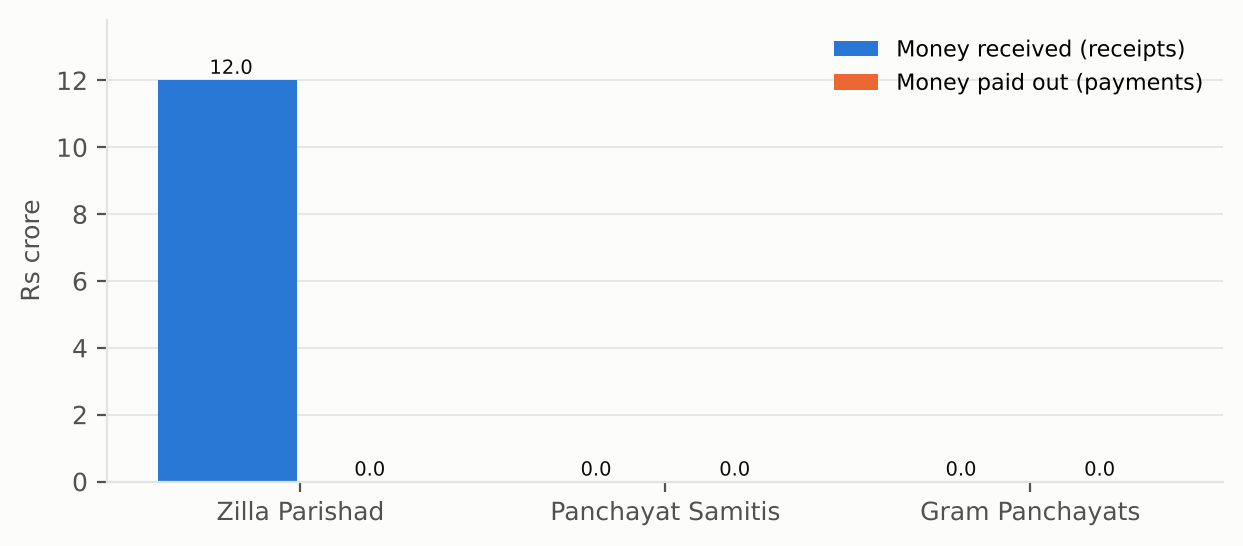 Money received (receipts)
Money paid out (payments)
Rs crore
12
10
8
6
4
2
0
12.0
0.0
0.0
0.0
0.0
0.0
Zilla Parishad
Panchayat Samitis
Gram Panchayats